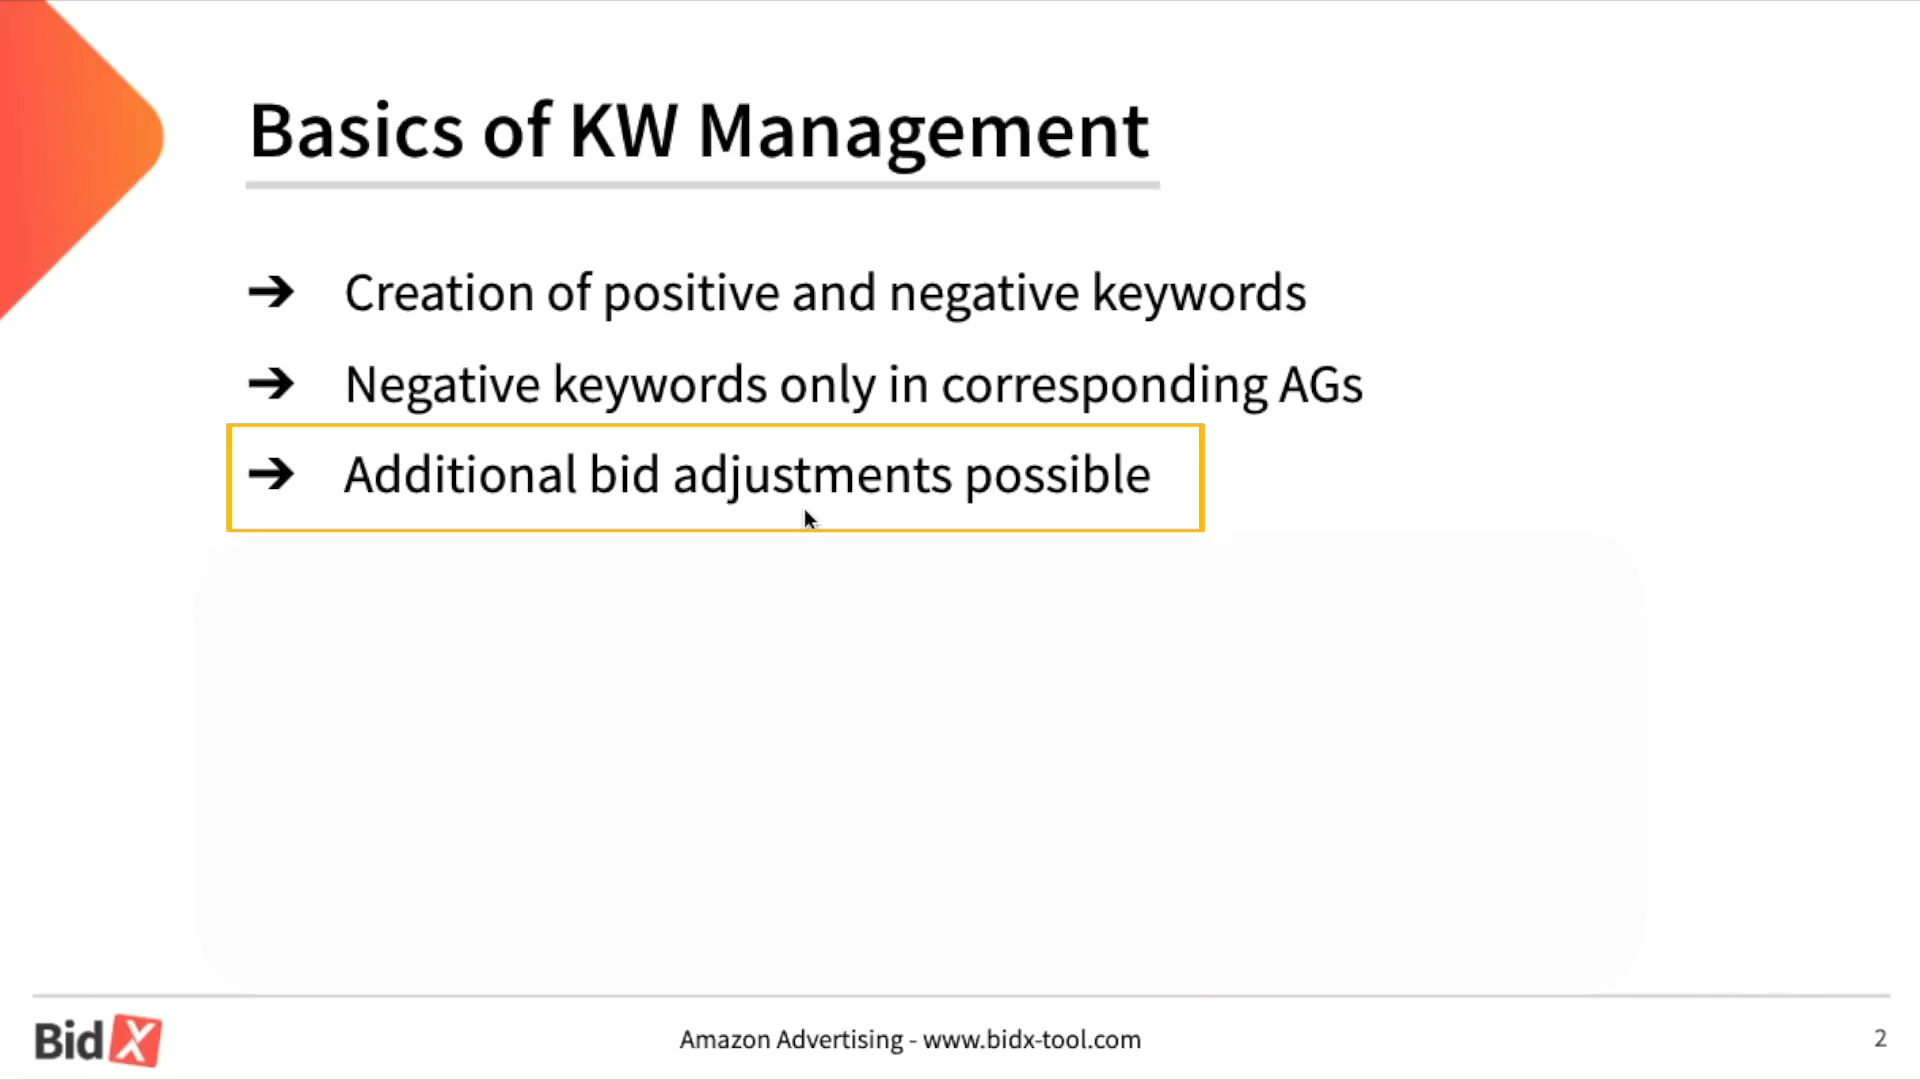 Basics of KW Management
➔ Creation of positive and negative keywords
➔ Negative keywords only in corresponding AGs
➔ Additional bid adjustments possible
BidX
Amazon Advertising - www.bidx-tool.com
2